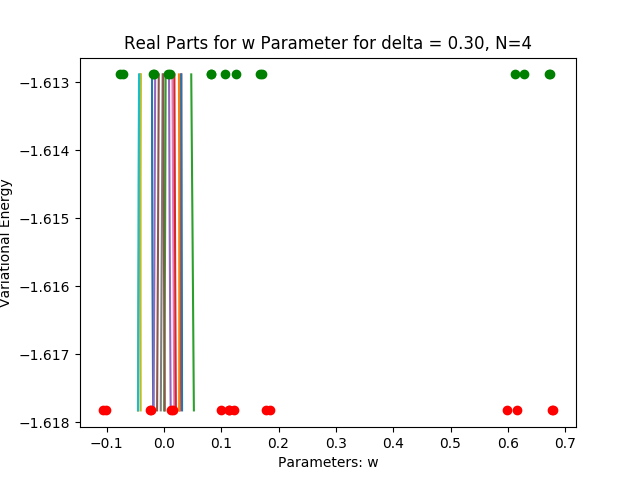 Real Parts for w Parameter for delta = 0.30, N=4
Variational Energy
−1.613
−1.614
−1.615
−1.616
−1.617
−1.618
−0.1 0.0 0.1 0.2 0.3 0.4 0.5 0.6 0.7
Parameters: w